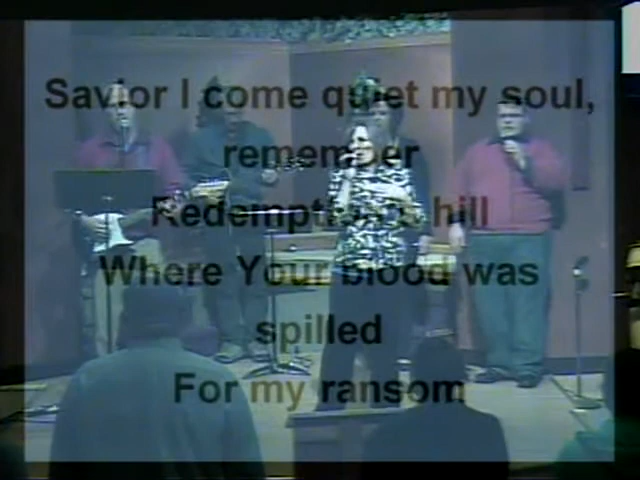 Savior I come quiet my soul,
remember
Redemption's hill
Where Your blood was
spilled
For my ransom